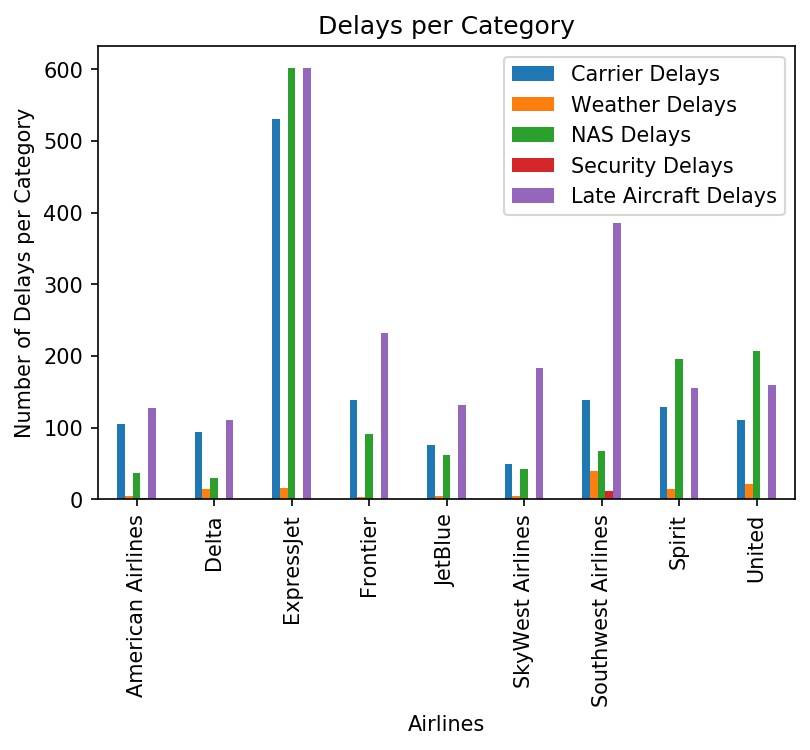 Delays per Category
Number of Delays per Category
600
500
400
300
200
100
0
Carrier Delays
Weather Delays
NAS Delays
Security Delays
Late Aircraft Delays
American Airlines
Delta
ExpressJet
Frontier
JetBlue
SkyWest Airlines
Southwest Airlines
Spirit
United
Airlines